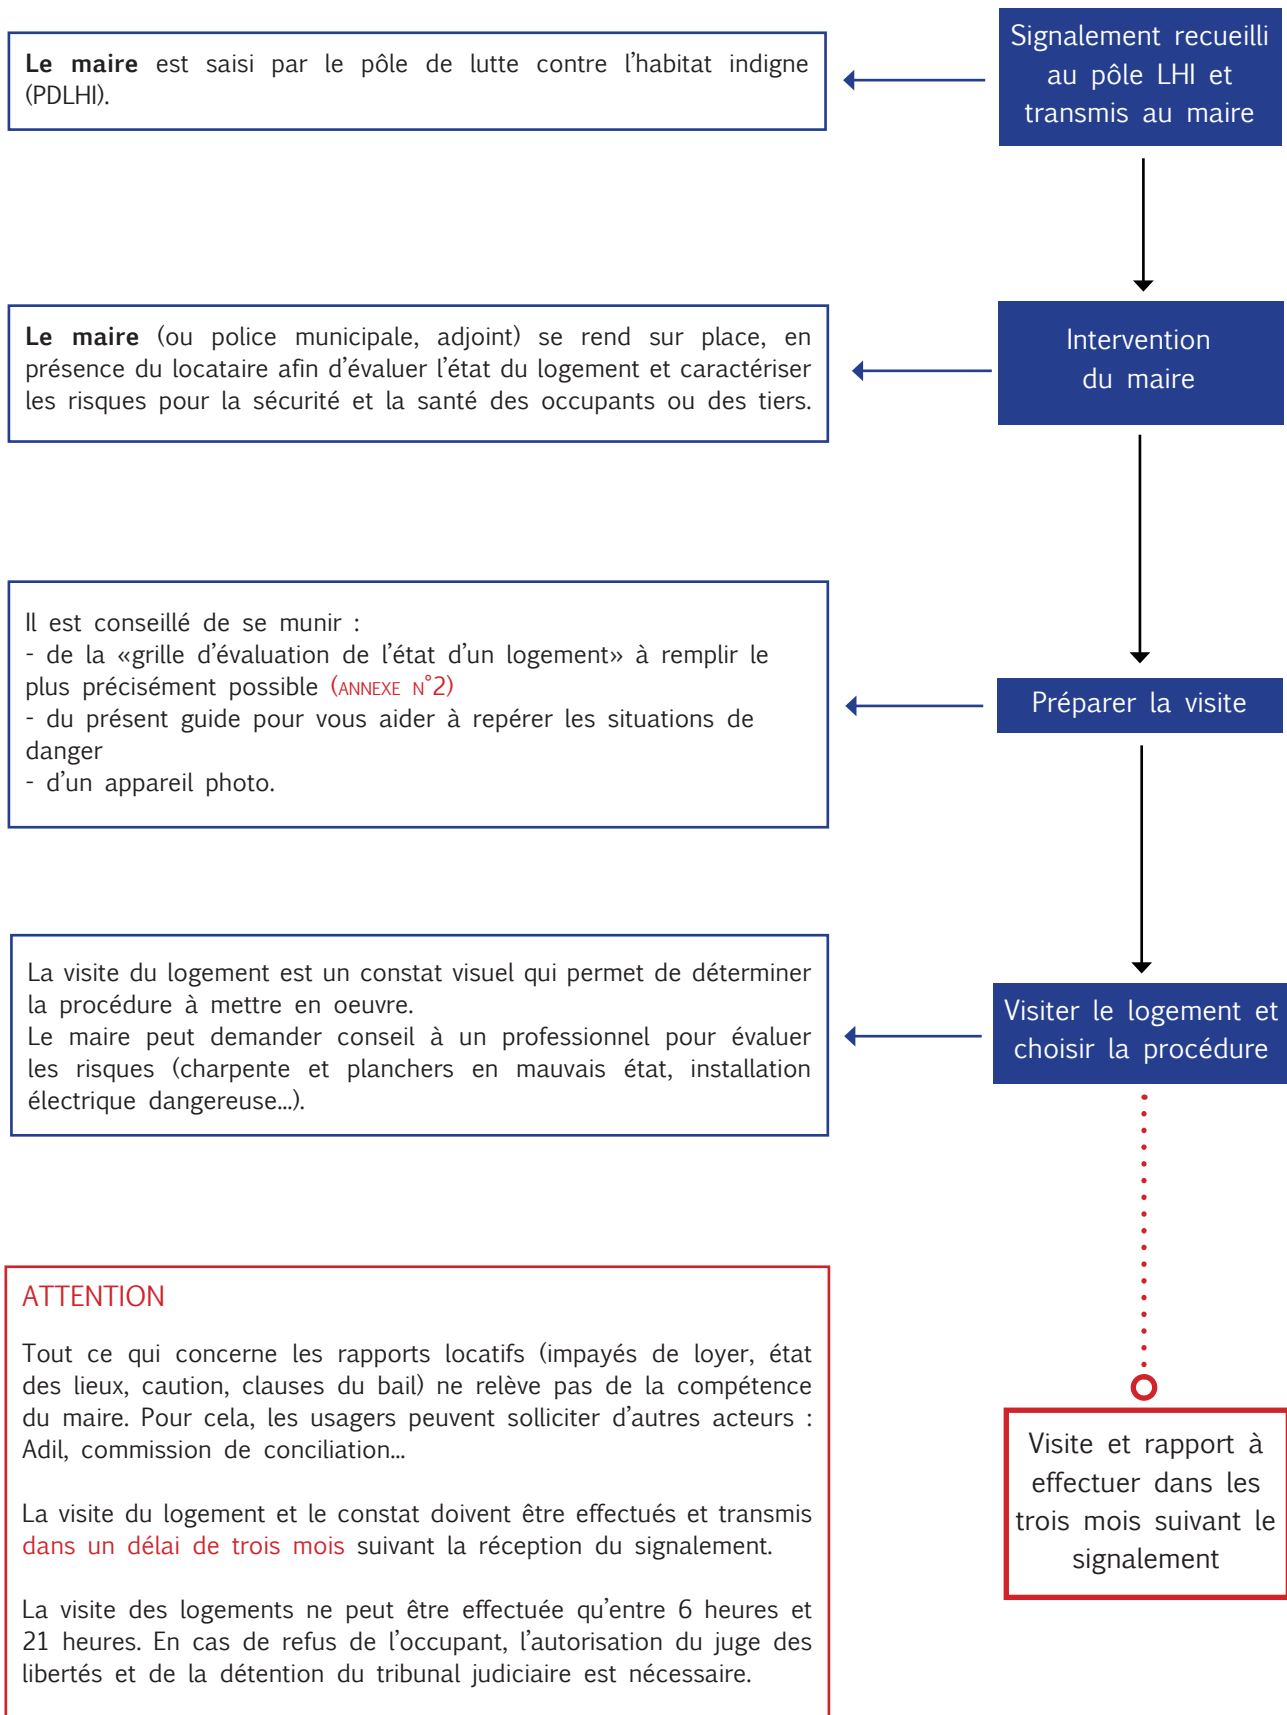 Le maire est saisi par le pôle de lutte contre l'habitat indigne
(PDLHI).
Signalement recueilli
au pôle LHI et
transmis au maire
Le maire (ou police municipale, adjoint) se rend sur place, en
présence du locataire afin d'évaluer l'état du logement et caractériser
les risques pour la sécurité et la santé des occupants ou des tiers.
Intervention
du maire
Il est conseillé de se munir :
- de la «grille d'évaluation de l'état d'un logement» à remplir le
plus précisément possible (ANNEXE N°2)
- du présent guide pour vous aider à repérer les situations de
danger
- d'un appareil photo.
Préparer la visite
La visite du logement est un constat visuel qui permet de déterminer
la procédure à mettre en oeuvre.
Le maire peut demander conseil à un professionnel pour évaluer
les risques (charpente et planchers en mauvais état, installation
électrique dangereuse...).
Visiter le logement et
choisir la procédure
ATTENTION
Tout ce qui concerne les rapports locatifs (impayés de loyer, état
des lieux, caution, clauses du bail) ne relève pas de la compétence
du maire. Pour cela, les usagers peuvent solliciter d'autres acteurs :
Adil, commission de conciliation...
La visite du logement et le constat doivent être effectués et transmis
dans un délai de trois mois suivant la réception du signalement.
La visite des logements ne peut être effectuée qu'entre 6 heures et
21 heures. En cas de refus de l'occupant, l'autorisation du juge des
libertés et de la détention du tribunal judiciaire est nécessaire.
Visite et rapport à
effectuer dans les
trois mois suivant le
signalement